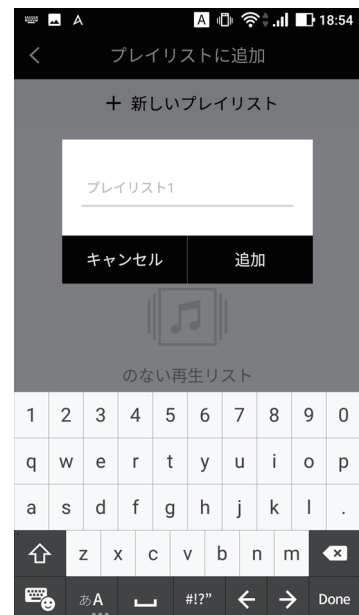 A 18:54
プレイリストに追加
+ 新しいプレイリスト
プレイリスト1
キャンセル 追加
のない再生リスト
1 2 3 4 5 6 7 8 9 0
q w e r t y u i o p
a s d f g h j k l .
z x c v b n m
あA #!?” Done